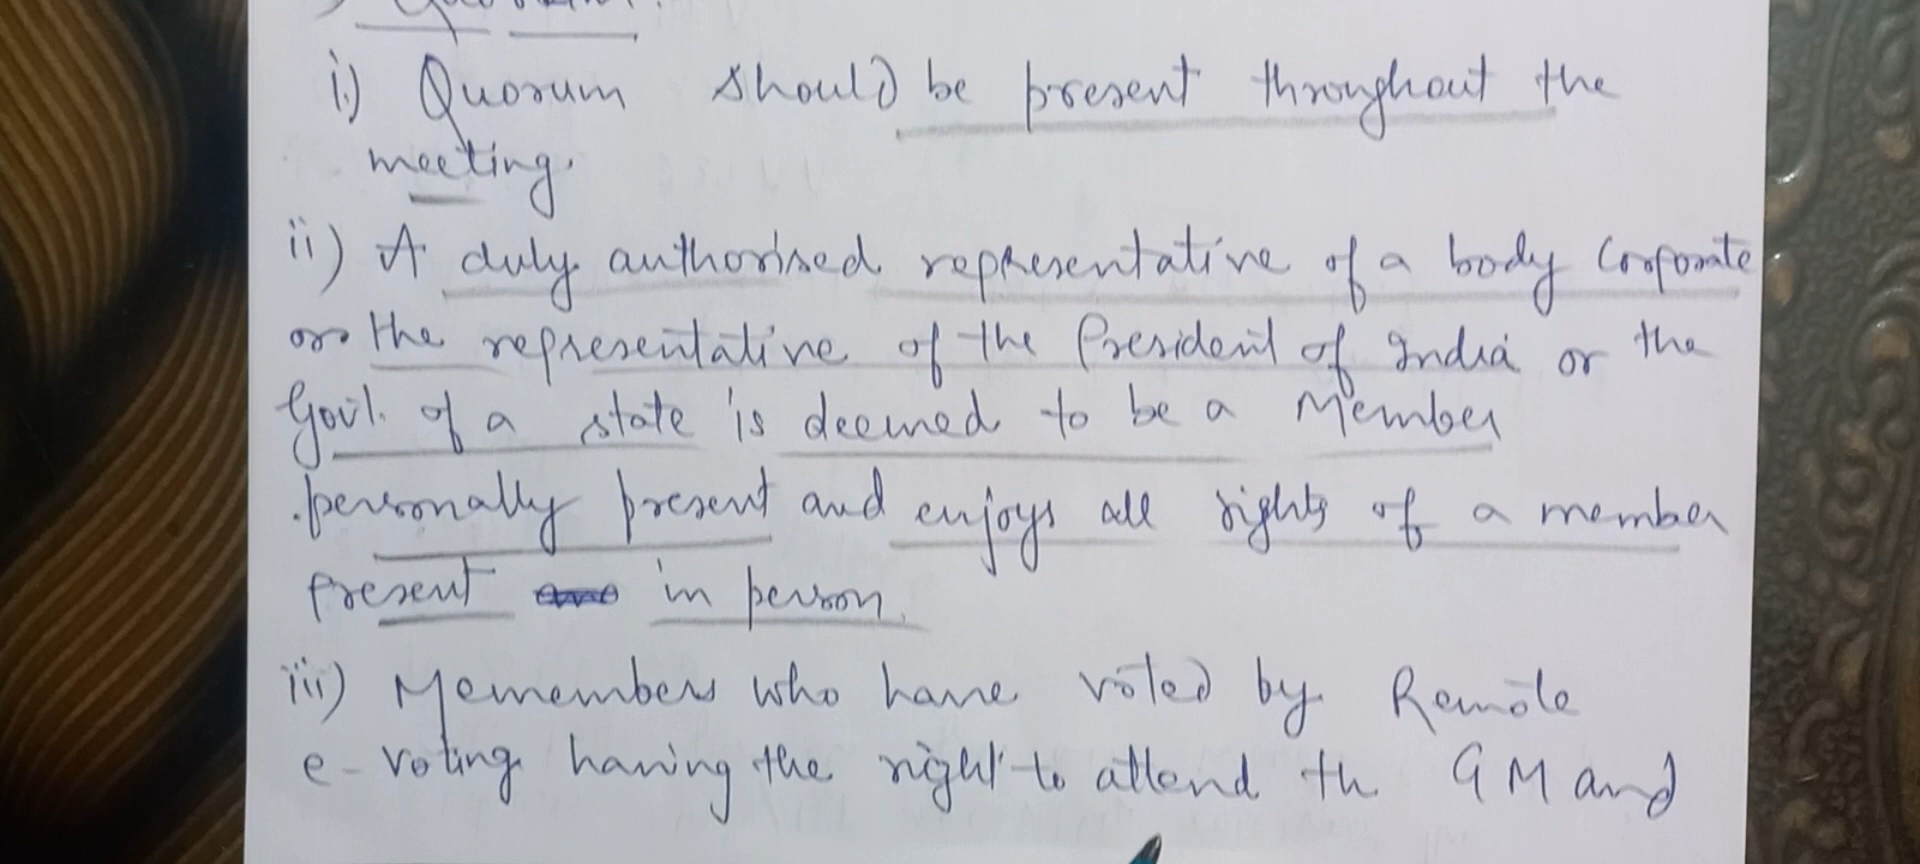 i) Quorum should be present throughout the
meeting.
ii) A duly authorised representative of a body Corporate
or the representative of the President of India or the
Govt. of a state is deemed to be a Member
personally present and enjoys all rights of a member
Present in person.
iii) Memembers who have voted by Remote
e-voting having the right to attend th GM and